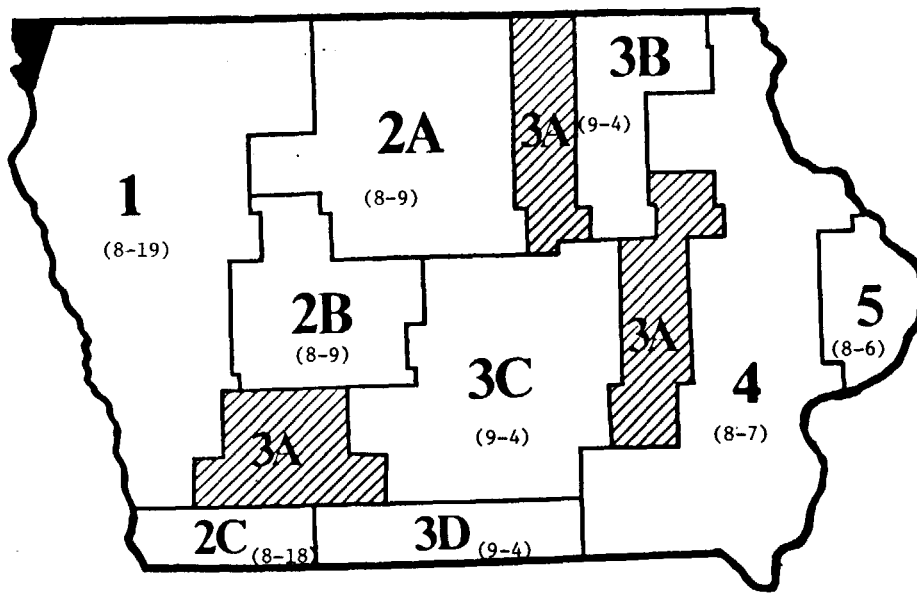 1
(8-19)
2A
(8-9)
3A
3B
(9-4)
2B
(8-9)
3C
(9-4)
3A
4
(8-7)
5
(8-6)
3A
2C
(8-18)
3D
(9-4)